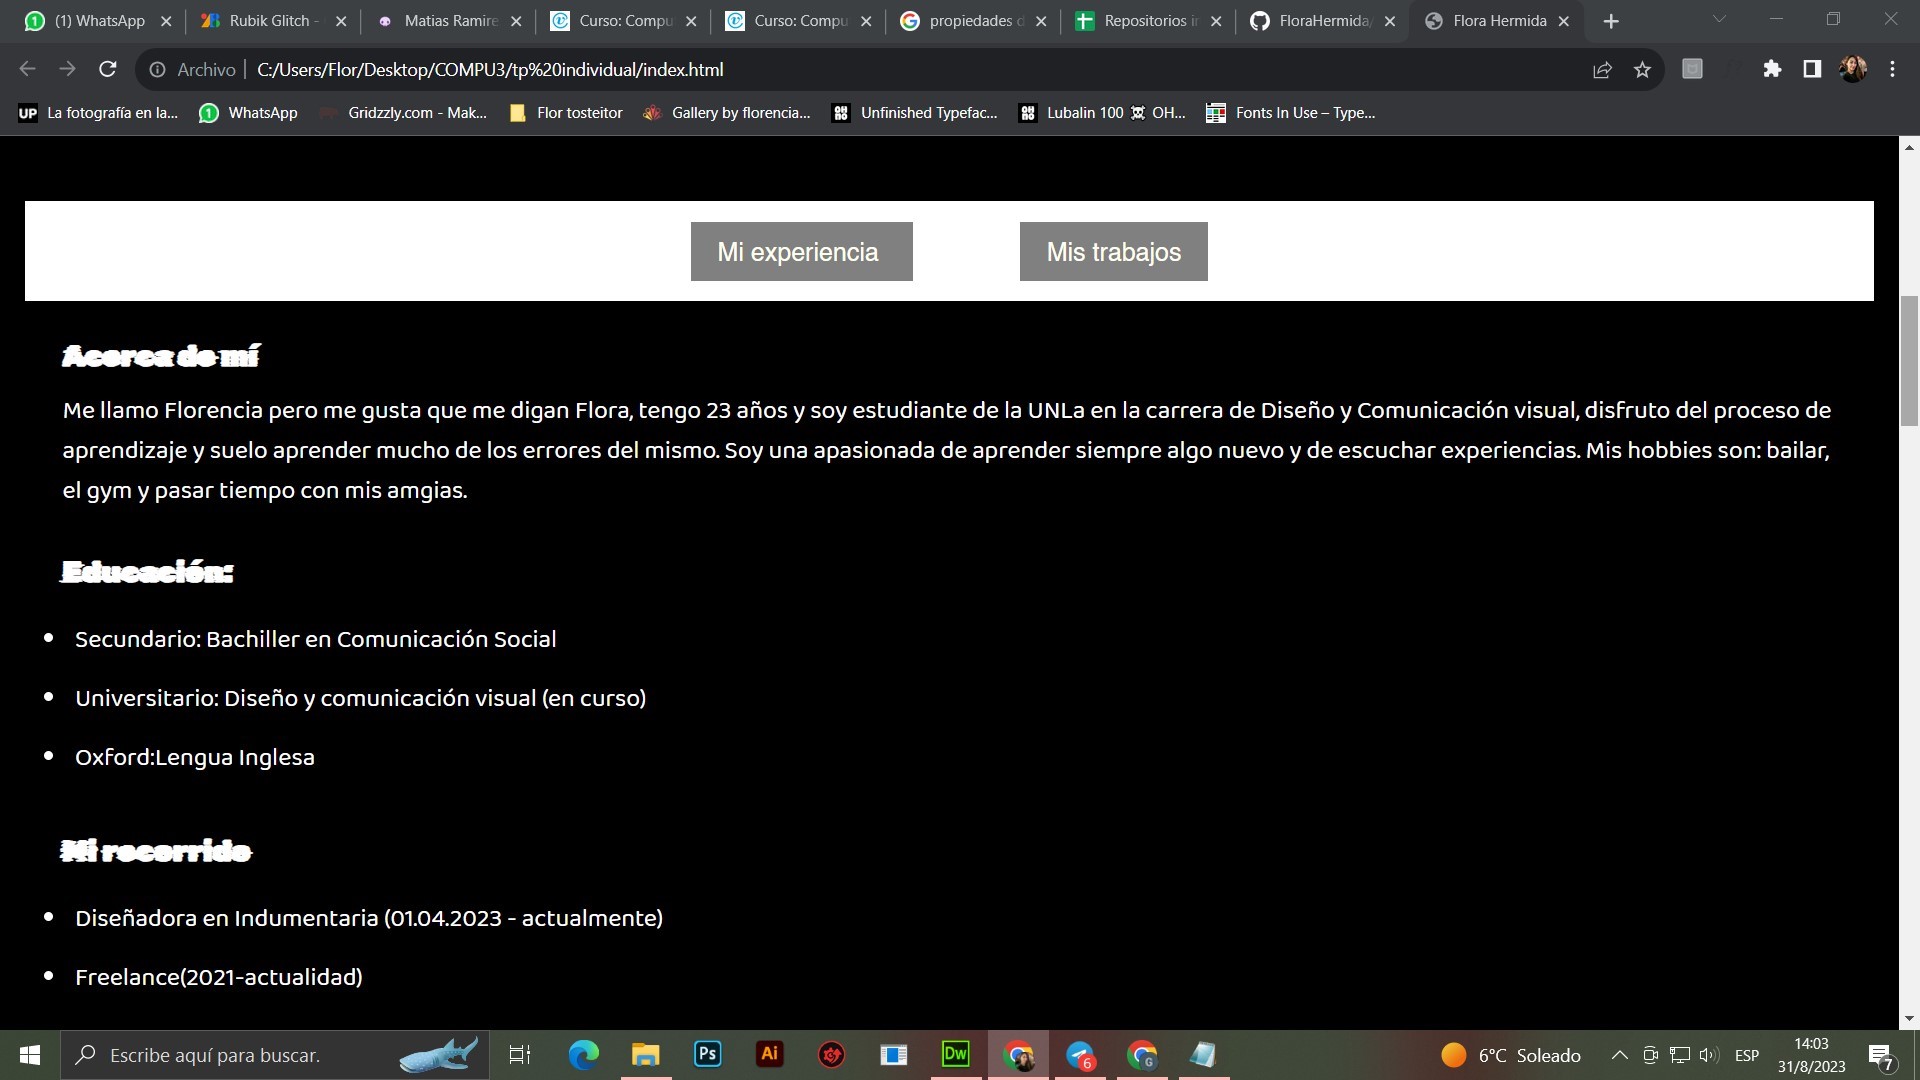 (1) WhatsApp
Rubik Glitch -
Matias Ramire
Curso: Compu
Curso: Compu
propiedades d
Repositorios in
FloraHermida/
Flora Hermida
Archivo
C:/Users/Flor/Desktop/COMPU3/tp%20individual/index.html
UP La fotografía en la...
WhatsApp
Gridzzly.com - Mak...
Flor tosteitor
Gallery by florencia...
OH NO Unfinished Typefac...
OH NO Lubalin 100 ☠ OH...
Fonts In Use – Type...
Mi experiencia
Mis trabajos
Acerca de mí
Me llamo Florencia pero me gusta que me digan Flora, tengo 23 años y soy estudiante de la UNLa en la carrera de Diseño y Comunicación visual, disfruto del proceso de
aprendizaje y suelo aprender mucho de los errores del mismo. Soy una apasionada de aprender siempre algo nuevo y de escuchar experiencias. Mis hobbies son: bailar,
el gym y pasar tiempo con mis amgias.
Educación:
Secundario: Bachiller en Comunicación Social
Universitario: Diseño y comunicación visual (en curso)
Oxford:Lengua Inglesa
Mi recorrido
Diseñadora en Indumentaria (01.04.2023 - actualmente)
Freelance(2021-actualidad)
Escribe aquí para buscar.
Ps
Ai
Dw
6
G
6°C Soleado
ESP
14:03
31/8/2023
7